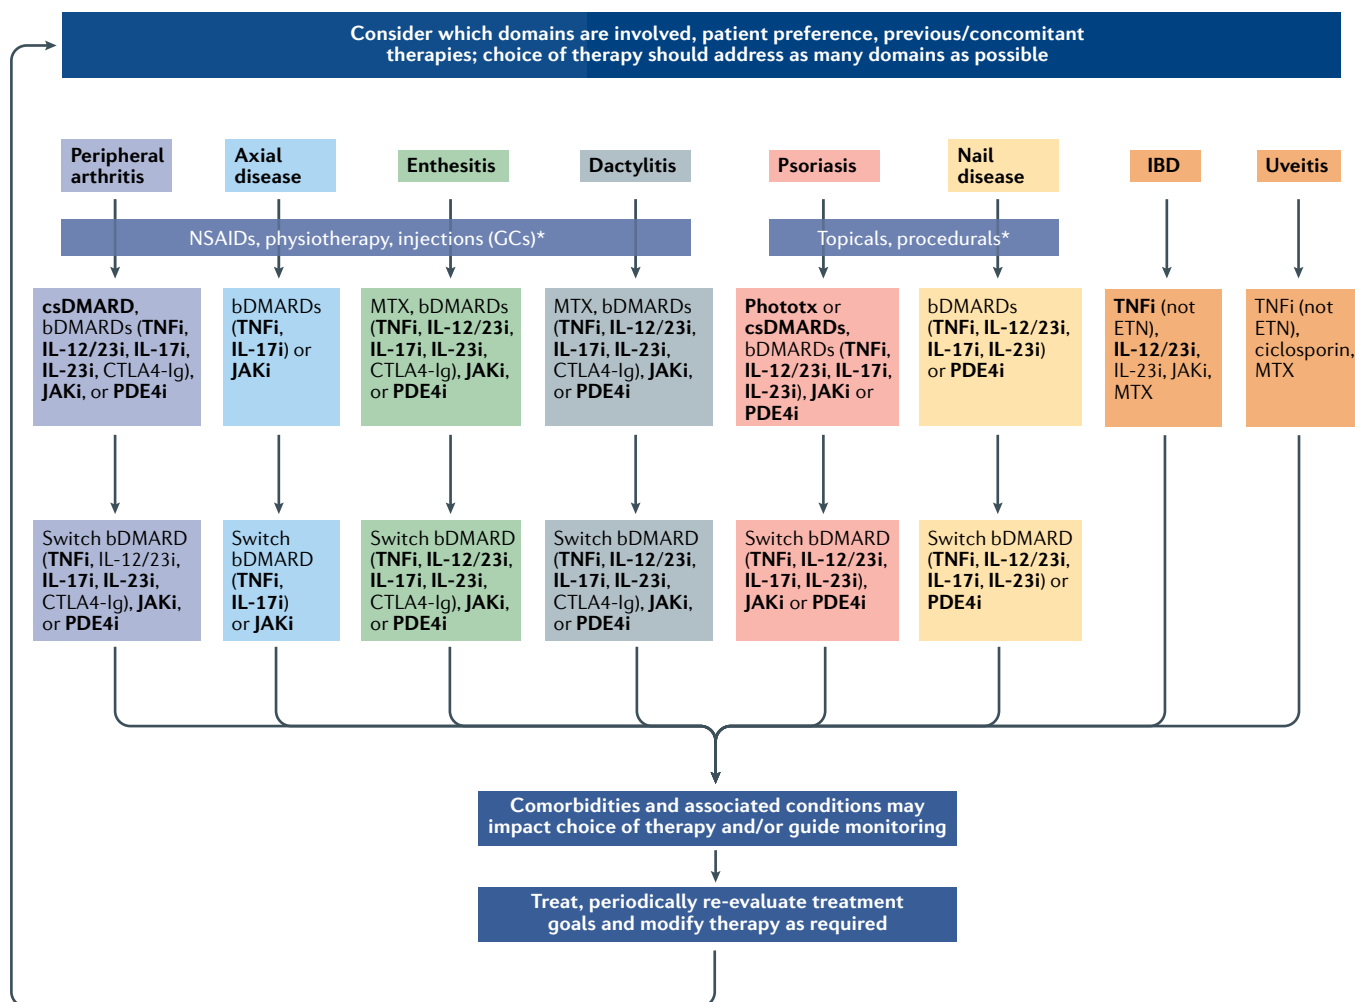 Consider which domains are involved, patient preference, previous/concomitant
therapies; choice of therapy should address as many domains as possible
Peripheral
arthritis
Axial
disease
Enthesitis
Dactylitis
Psoriasis
Nail
disease
IBD
Uveitis
NSAIDs, physiotherapy, injections (GCs)*
Topicals, procedurals*
csDMARD,
bDMARDs (TNFi,
IL-12/23i, IL-17i,
IL-23i, CTLA4-Ig),
JAKi, or PDE4i
bDMARDs
(TNFi,
IL-17i) or
JAKi
MTX, bDMARDs
(TNFi, IL-12/23i,
IL-17i, IL-23i,
CTLA4-Ig), JAKi,
or PDE4i
MTX, bDMARDs
(TNFi, IL-12/23i,
IL-17i, IL-23i,
CTLA4-Ig), JAKi,
or PDE4i
Phototx or
csDMARDs,
bDMARDs (TNFi,
IL-12/23i, IL-17i,
IL-23i), JAKi or
PDE4i
bDMARDs
(TNFi, IL-12/23i,
IL-17i, IL-23i)
or PDE4i
TNFi (not
ETN),
IL-12/23i,
IL-23i, JAKi,
MTX
TNFi (not
ETN),
ciclosporin,
MTX
Switch bDMARD
(TNFi, IL-12/23i,
IL-17i, IL-23i,
CTLA4-Ig), JAKi,
or PDE4i
Switch
bDMARD
(TNFi,
IL-17i)
or JAKi
Switch bDMARD
(TNFi, IL-12/23i,
IL-17i, IL-23i,
CTLA4-Ig), JAKi,
or PDE4i
Switch bDMARD
(TNFi, IL-12/23i,
IL-17i, IL-23i,
CTLA4-Ig), JAKi,
or PDE4i
Switch bDMARD
(TNFi, IL-12/23i,
IL-17i, IL-23i),
JAKi or PDE4i
Switch bDMARD
(TNFi, IL-12/23i,
IL-17i, IL-23i) or
PDE4i
Comorbidities and associated conditions may
impact choice of therapy and/or guide monitoring
Treat, periodically re-evaluate treatment
goals and modify therapy as required